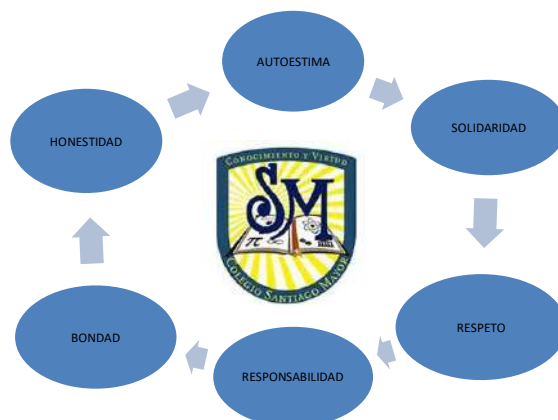 AUTOESTIMA
SOLIDARIDAD
RESPETO
RESPONSABILIDAD
BONDAD
HONESTIDAD
CONOCIMIENTO Y VIRTUD
SM
π
COLEGIO SANTIAGO MAYOR